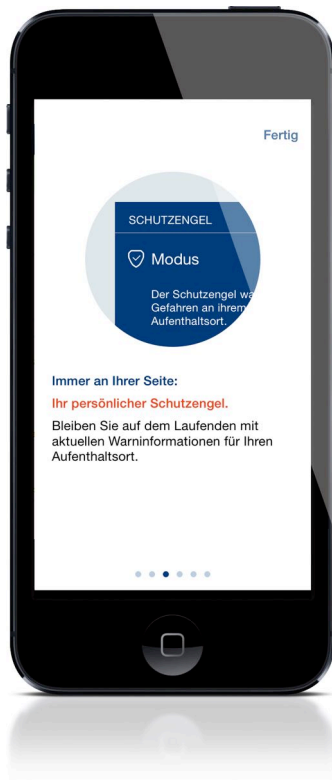 Fertig
SCHUTZENGEL
Modus
Der Schutzengel
Gefahren an ihrem
Aufenthaltsort.
Immer an Ihrer Seite:
Ihr persönlicher Schutzengel.
Bleiben Sie auf dem Laufenden mit
aktuellen Warninformationen für Ihren
Aufenthaltsort.